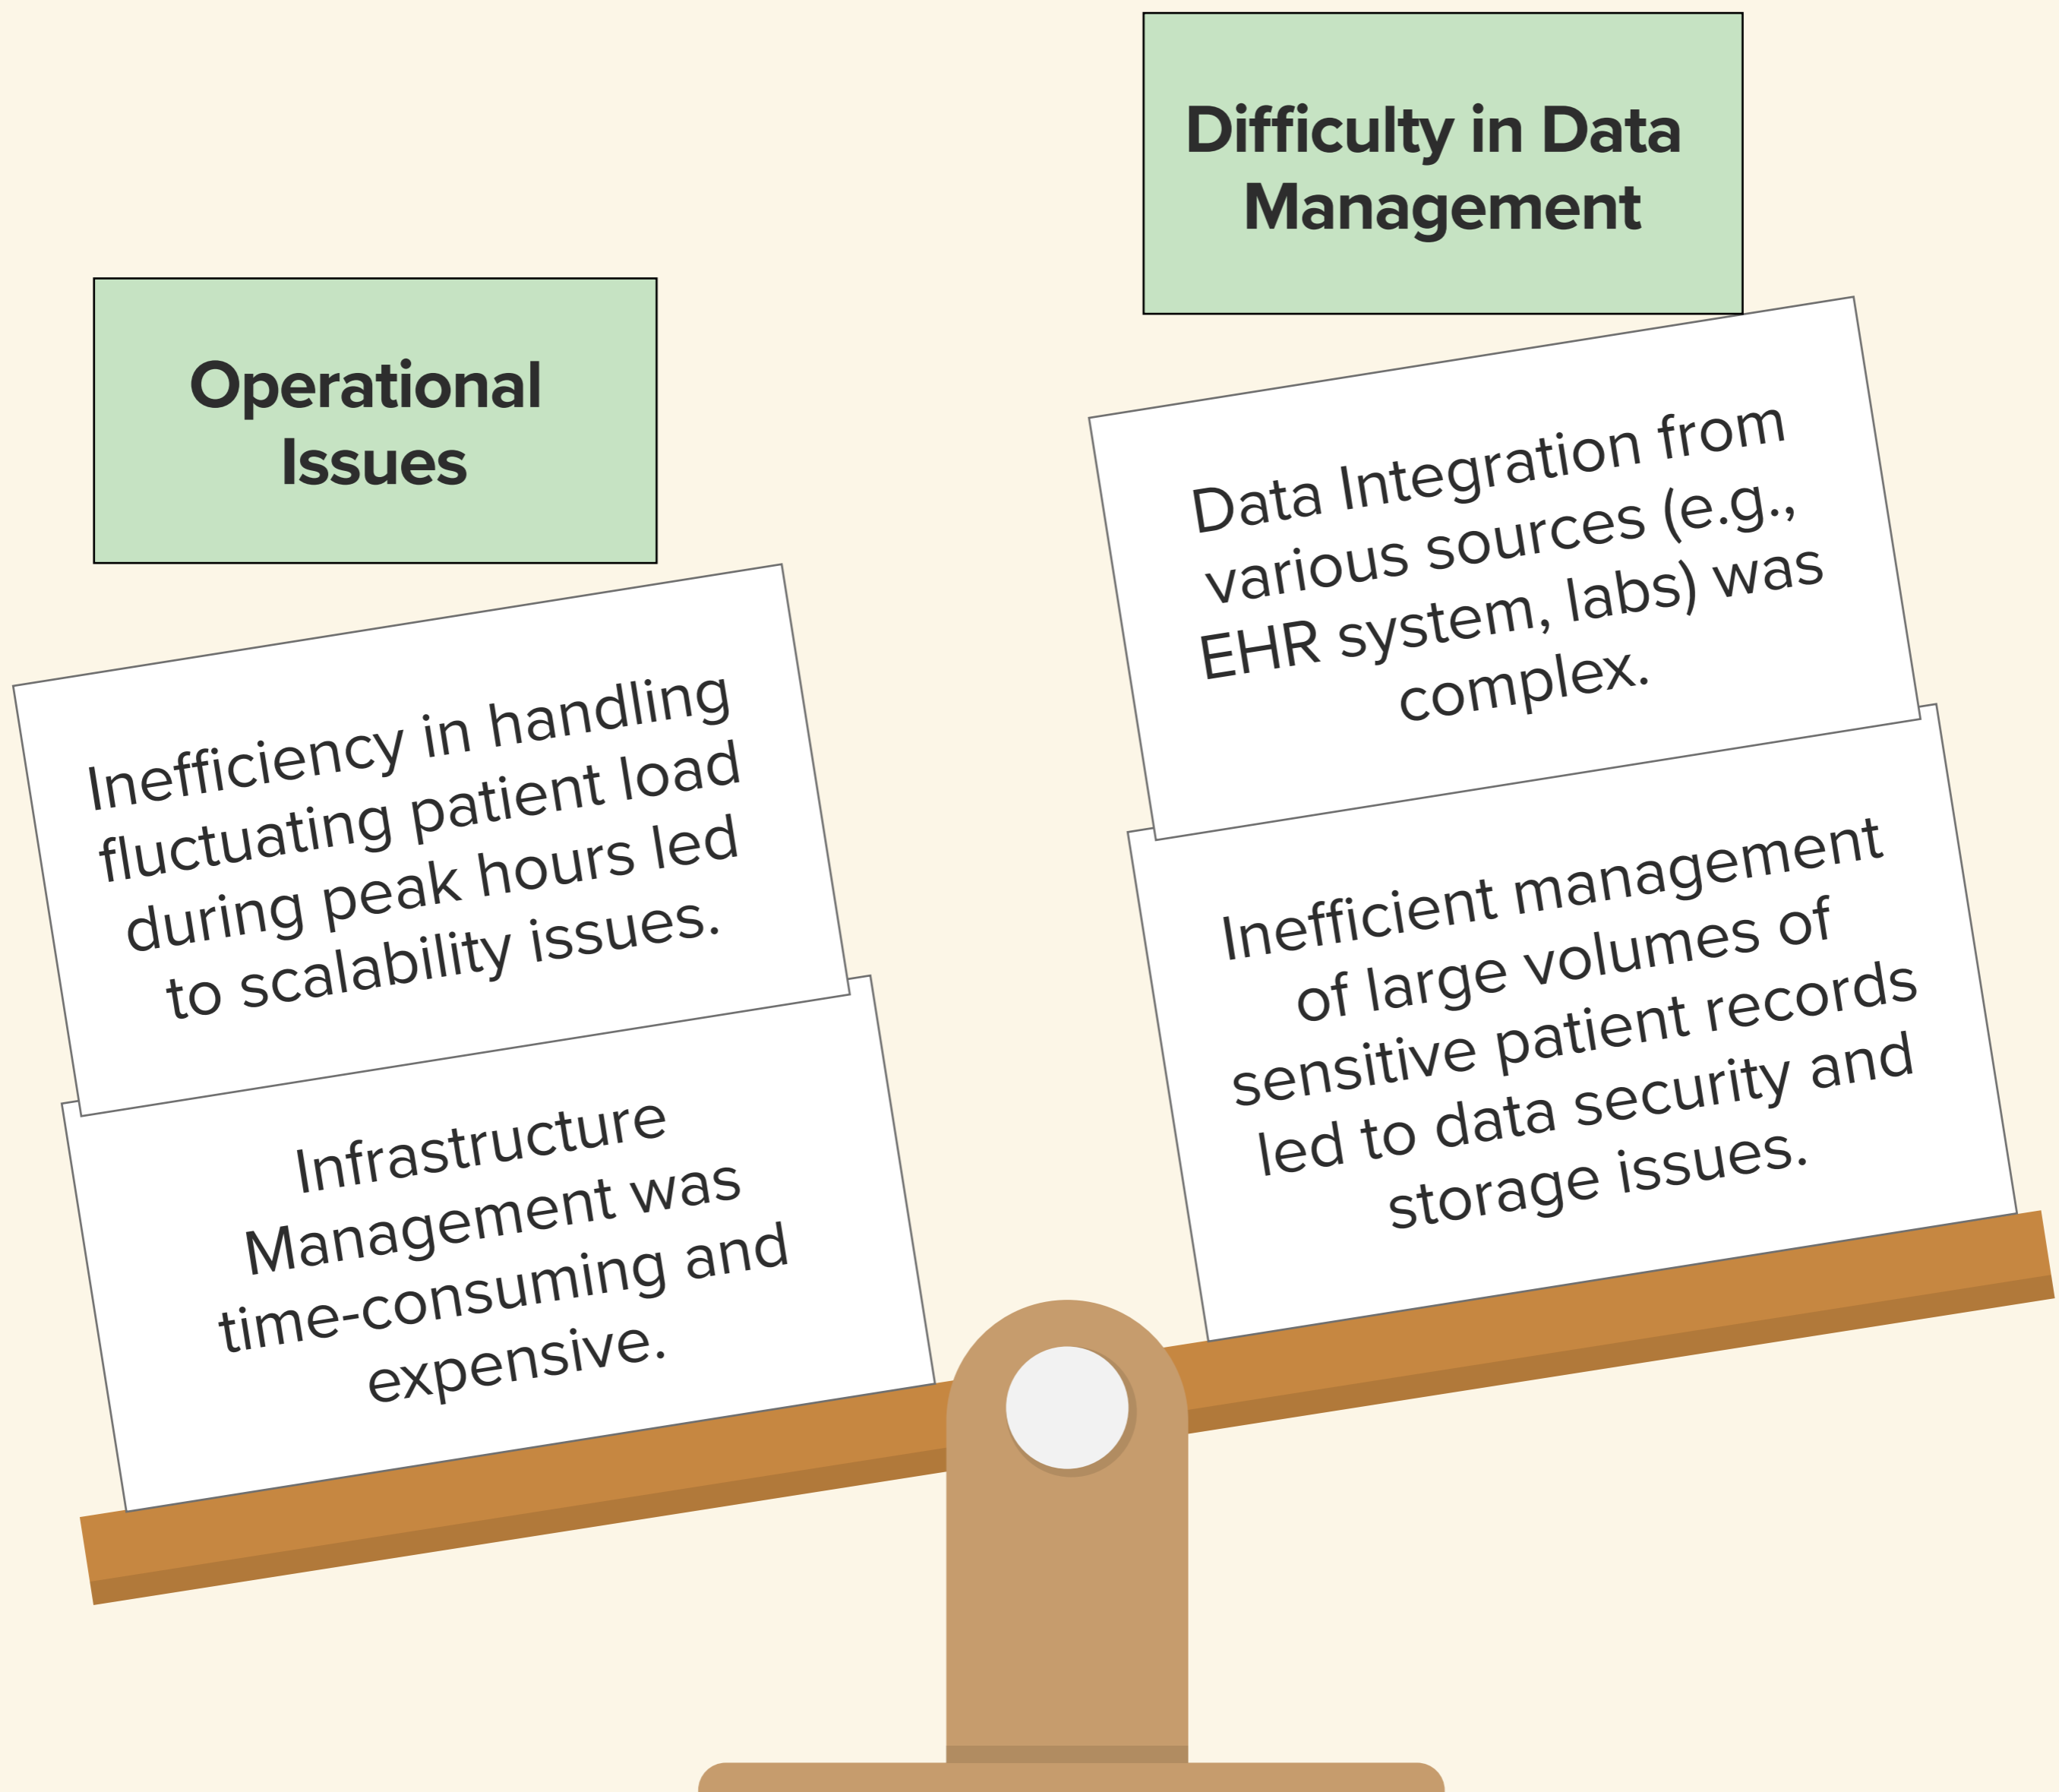 Operational
Issues
Inefficiency in handling
fluctuating patient load
during peak hours led
to scalability issues.
Infrastructure
Management was
time-consuming and
expensive.
Difficulty in Data
Management
Data Integration from
various sources (e.g.,
EHR system, labs) was
complex.
Inefficient management
of large volumes of
sensitive patient records
led to data security and
storage issues.